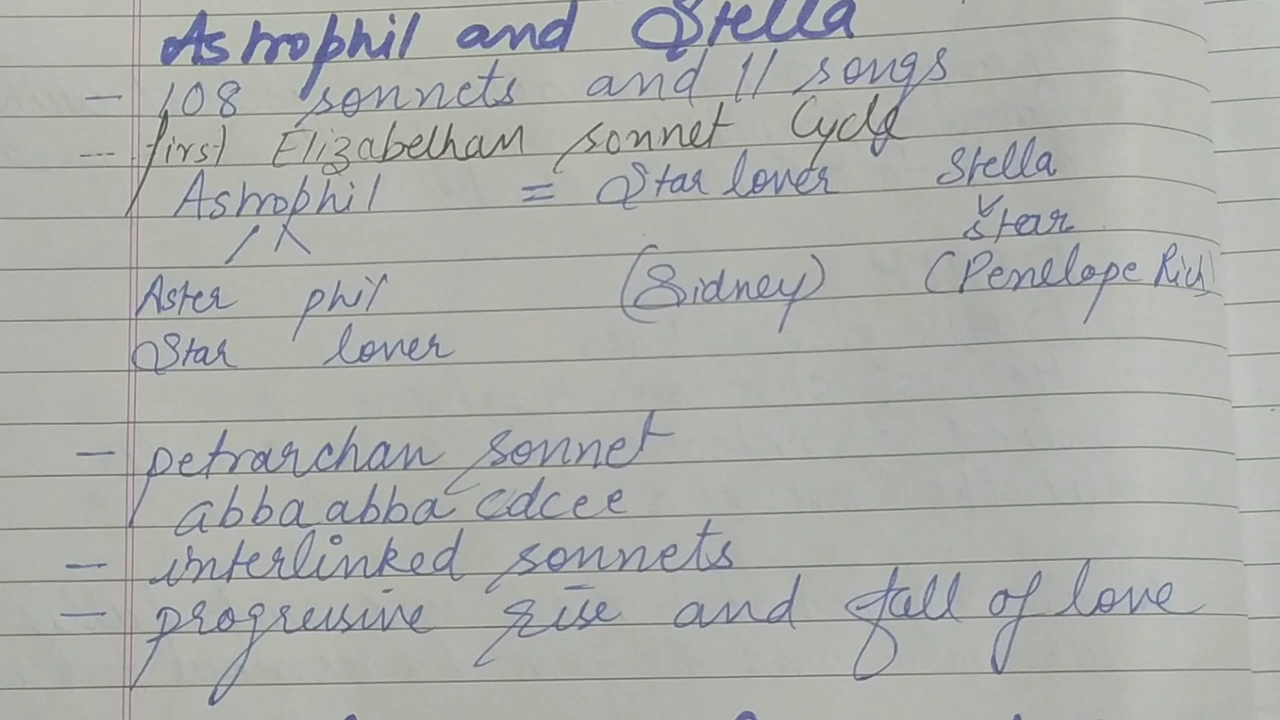 Astrophil and Stella
- 108 sonnets and 11 songs
- first Elizabethan sonnet Cycle
Astrophil = Star lover Stella
Star
Aster phil (Sidney) (Penelope Rich)
Star lover
- petrarchan sonnet
abba abba cdcee
- interlinked sonnets
- progressive rise and fall of love